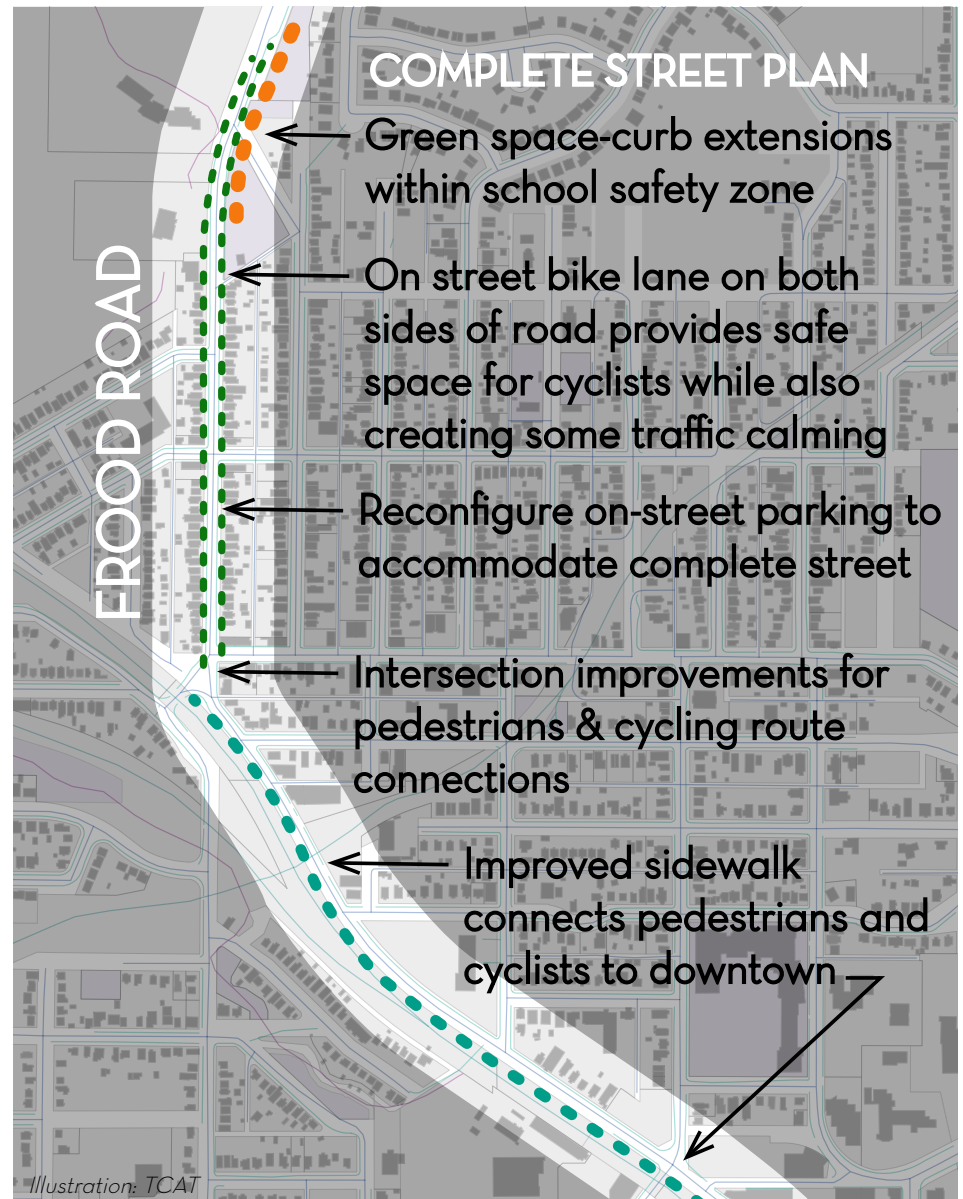 COMPLETE STREET PLAN
Green space-curb extensions
within school safety zone
On street bike lane on both
sides of road provides safe
space for cyclists while also
creating some traffic calming
FROOD ROAD
Reconfigure on-street parking to
accommodate complete street
Intersection improvements for
pedestrians & cycling route
connections
Improved sidewalk
connects pedestrians and
cyclists to downtown
Illustration: TCAT